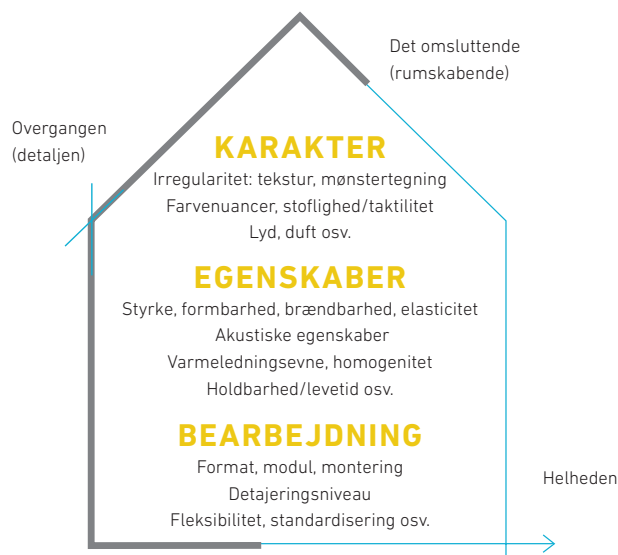 Det omsluttende
(rumskabende)
Overgangen
(detaljen)
KARAKTER
Irregularitet: tekstur, mønstertegning
Farvenuancer, stoflighed/taktilitet
Lyd, duft osv.
EGENSKABER
Styrke, formbarhed, brændbarhed, elasticitet
Akustiske egenskaber
Varmeledningsevne, homogenitet
Holdbarhed/levetid osv.
BEARBEJDNING
Format, modul, montering
Detajeringsniveau
Fleksibilitet, standardisering osv.
Helheden